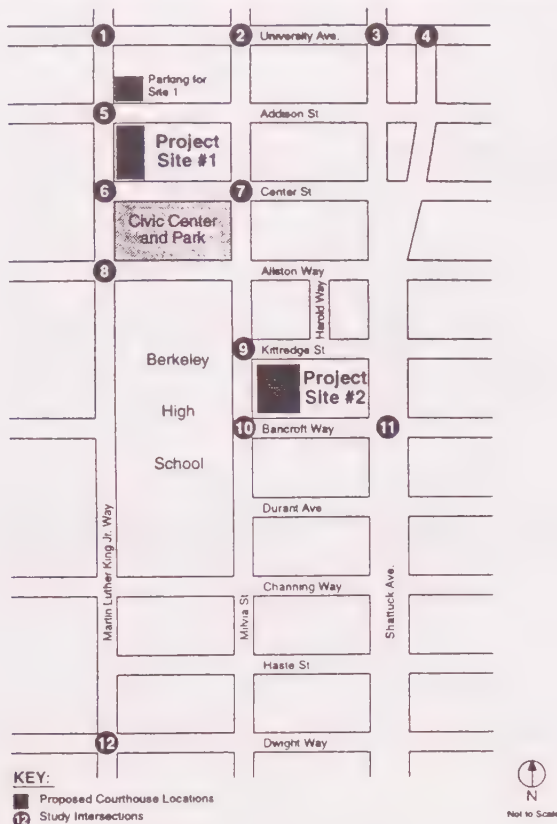 1
2
University Ave.
3
4
Parking for
Site 1
5
Addison St
Project
Site #1
6
7
Center St
Civic Center
and Park
8
Allston Way
Harold Way
9
Kittredge St
Berkeley
High
School
Project
Site #2
10
Bancroft Way
11
Durant Ave
Martin Luther King Jr. Way
Milvia St
Shattuck Ave.
Channing Way
Haste St
12
Dwight Way
KEY:
Proposed Courthouse Locations
12 Study Intersections
N
Not to Scale